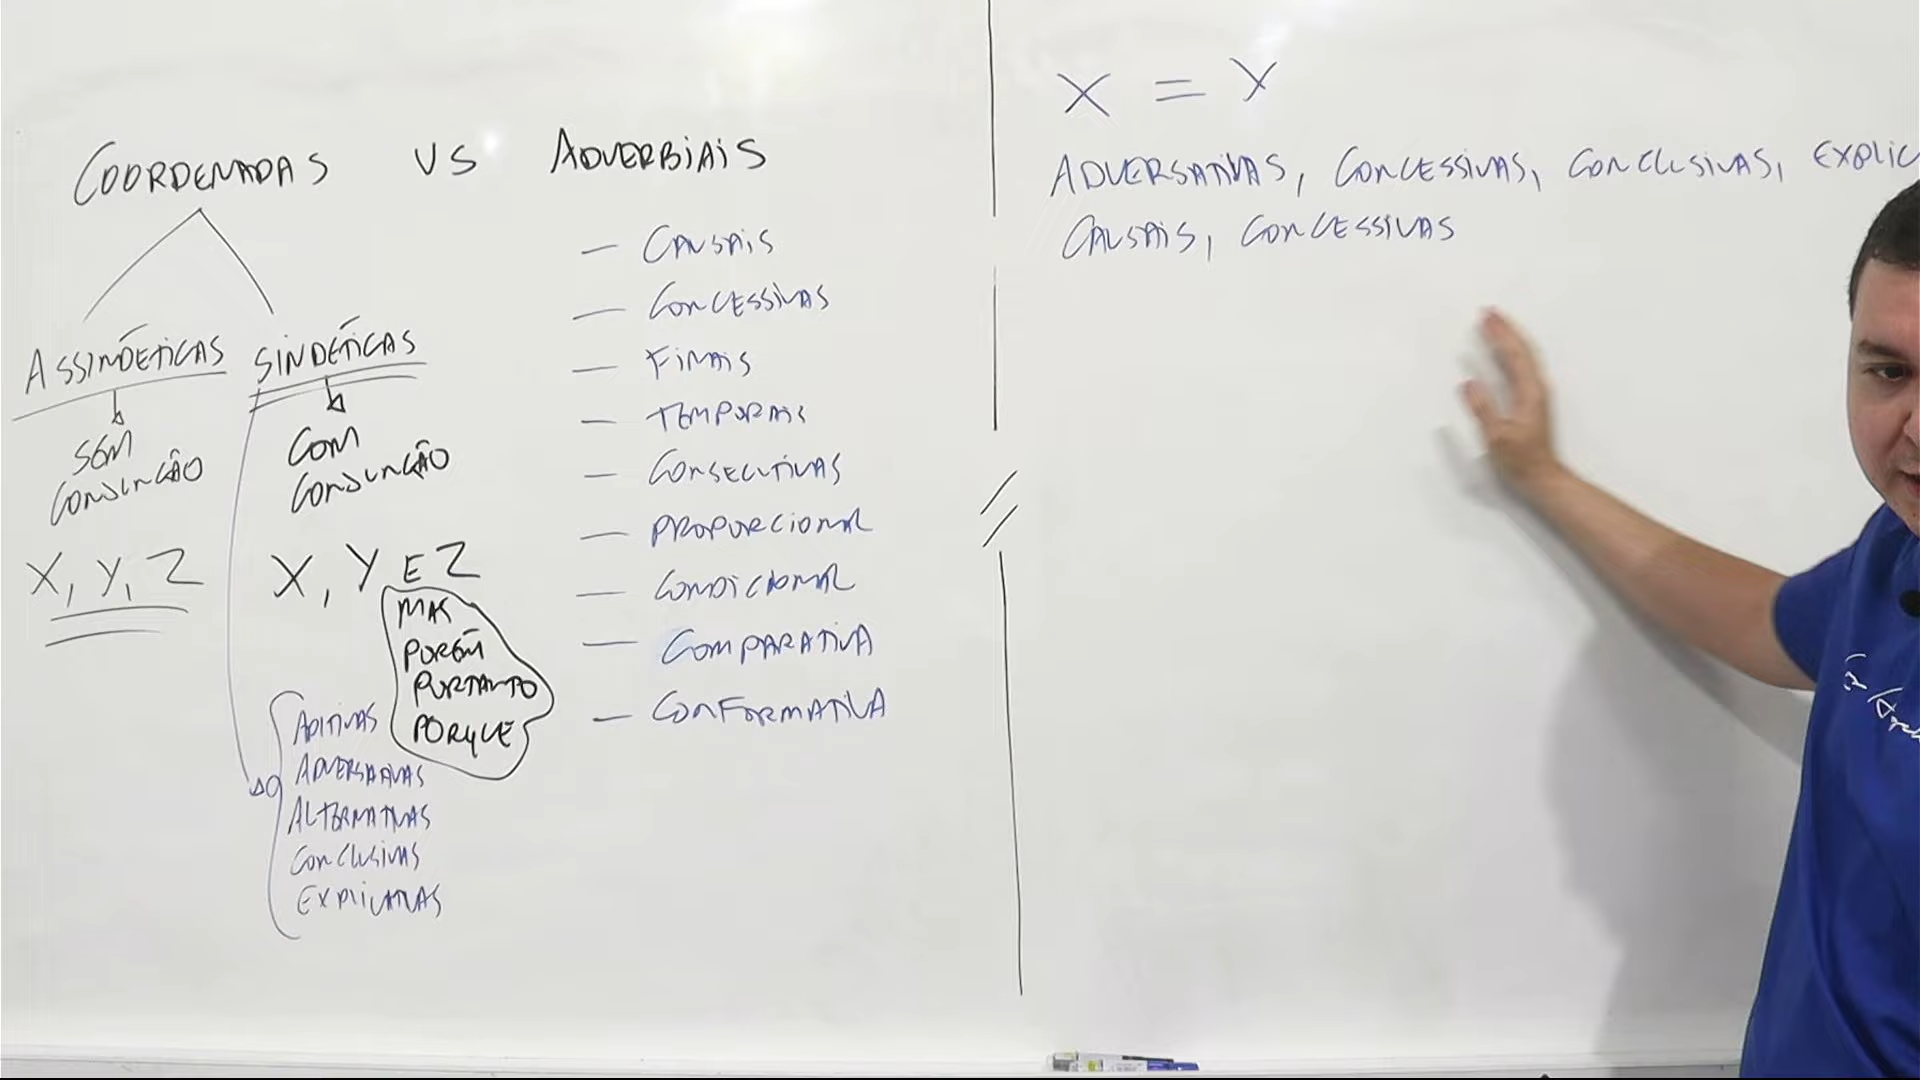 COORDENADAS VS ADVERBIAIS
ASSINDÉTICAS SINDÉTICAS
SEM
CONJUNÇÃO
COM
CONJUNÇÃO
X, Y, Z
X, Y E Z
MAS
PORÉM
PORTANTO
PORQUE
ADITIVAS
ADVERSATIVAS
ALTERNATIVAS
CONCLUSIVAS
EXPLICATIVAS
— CAUSAIS
— CONCESSIVAS
— FINAIS
— TEMPORAIS
— CONSECUTIVAS
— PROPORCIONAL
— CONDICIONAL
— COMPARATIVA
— CONFORMATIVA
X = Y
ADVERSATIVAS, CONCESSIVAS, CONCLUSIVAS, EXPLIC
CAUSAIS, CONCESSIVAS